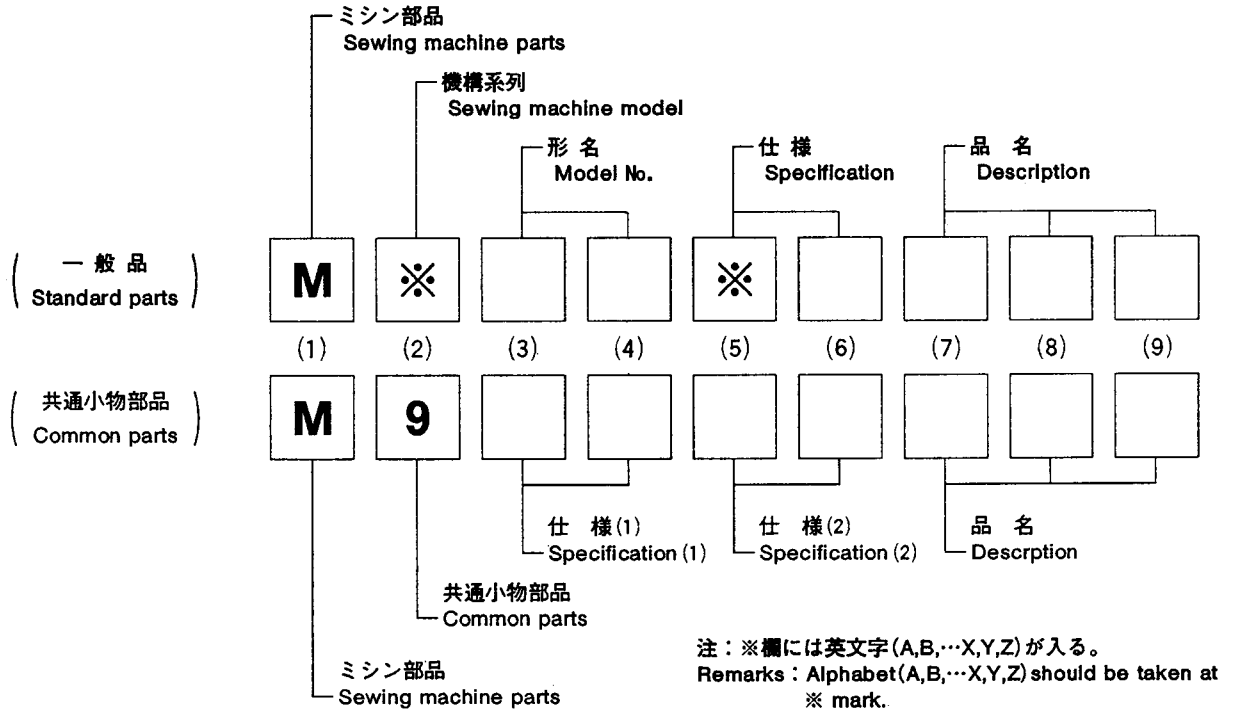 ミシン部品
Sewing machine parts
機構系列
Sewing machine model
形 名
Model No.
仕 様
Specification
品 名
Description
一 般 品
Standard parts
M ※ ※
(1) (2) (3) (4) (5) (6) (7) (8) (9)
共通小物部品
Common parts
M 9
仕 様(1)
Specification(1)
仕 様(2)
Specification(2)
品 名
Descrption
共通小物部品
Common parts
ミシン部品
Sewing machine parts
注:※欄には英文字(A,B,…X,Y,Z)が入る。
Remarks:Alphabet(A,B,…X,Y,Z)should be taken at
※ mark.